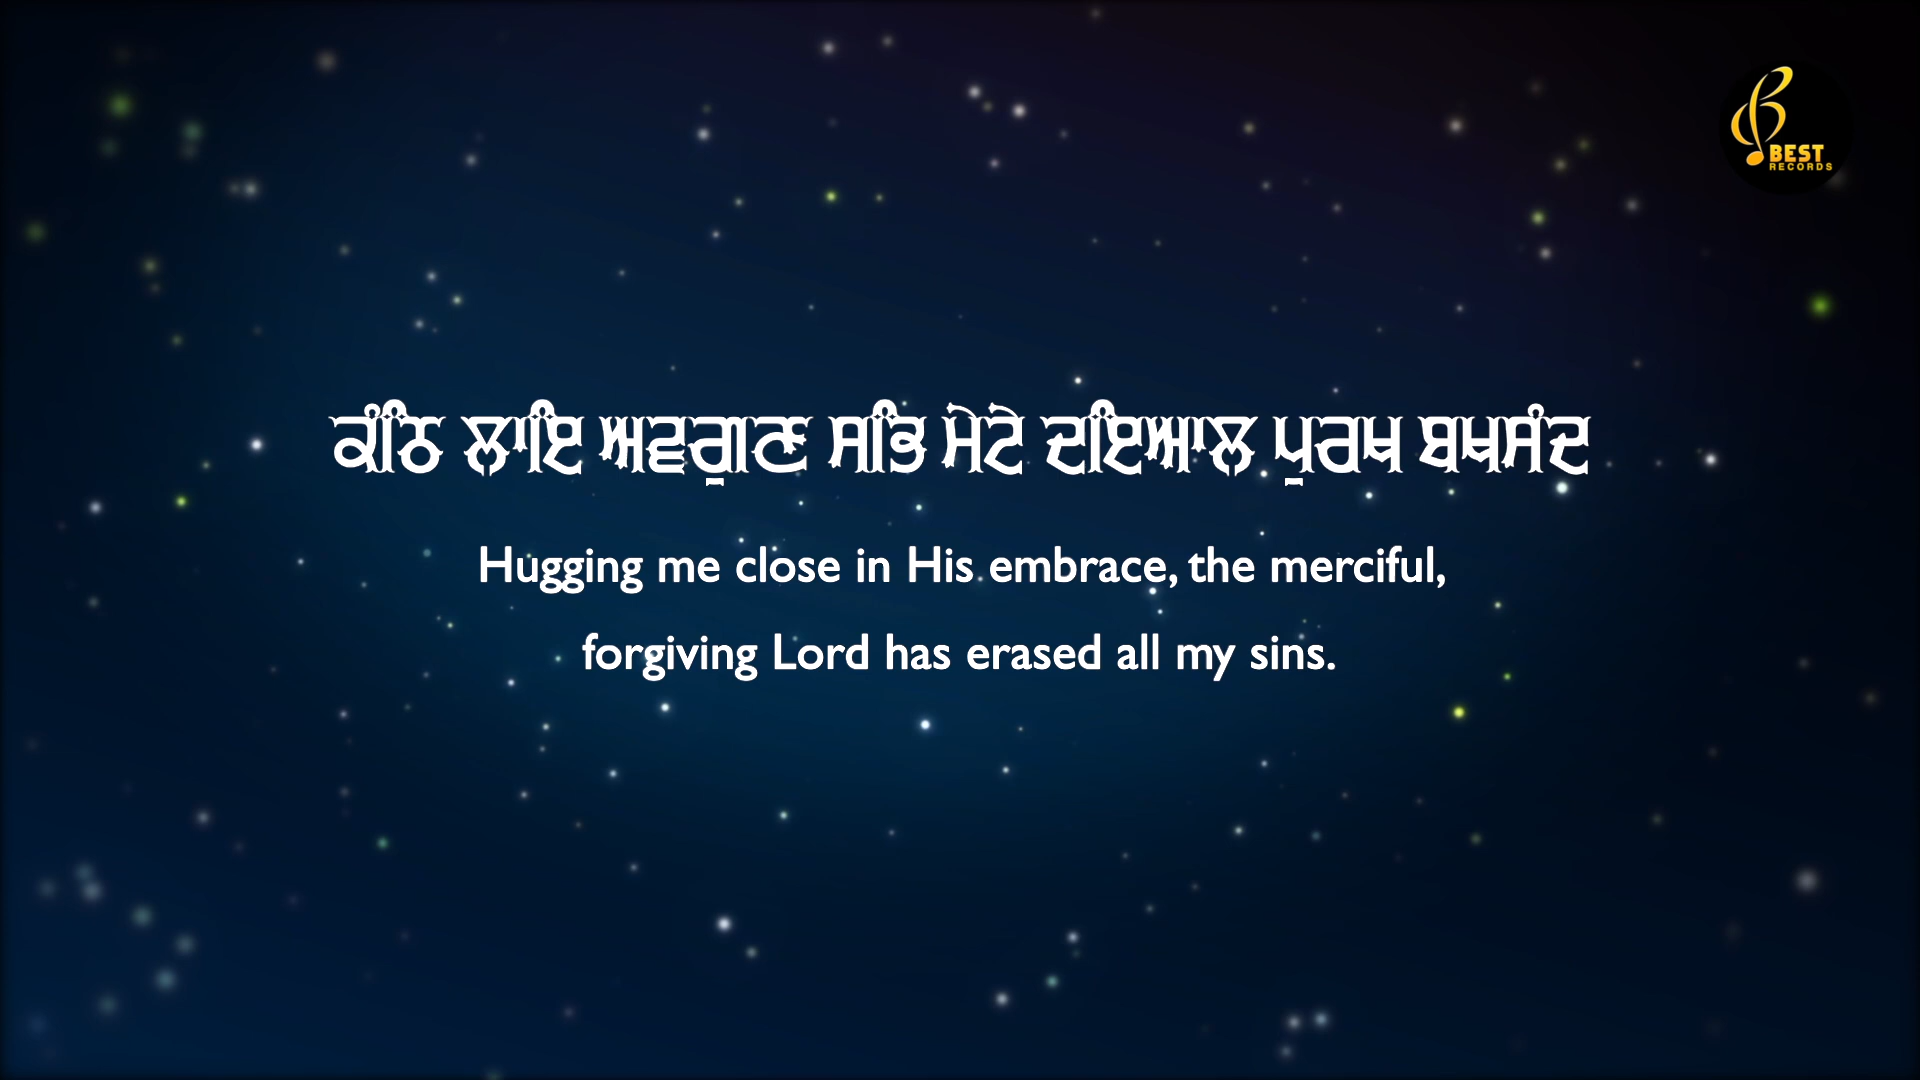 BEST
RECORDS
ਕੰਠਿ ਲਾਇ ਅਵਗੁਣ ਸਭਿ ਮੇਟੇ ਦਇਆਲ ਪੁਰਖ ਬਖਸੰਦ
Hugging me close in His embrace, the merciful,
forgiving Lord has erased all my sins.